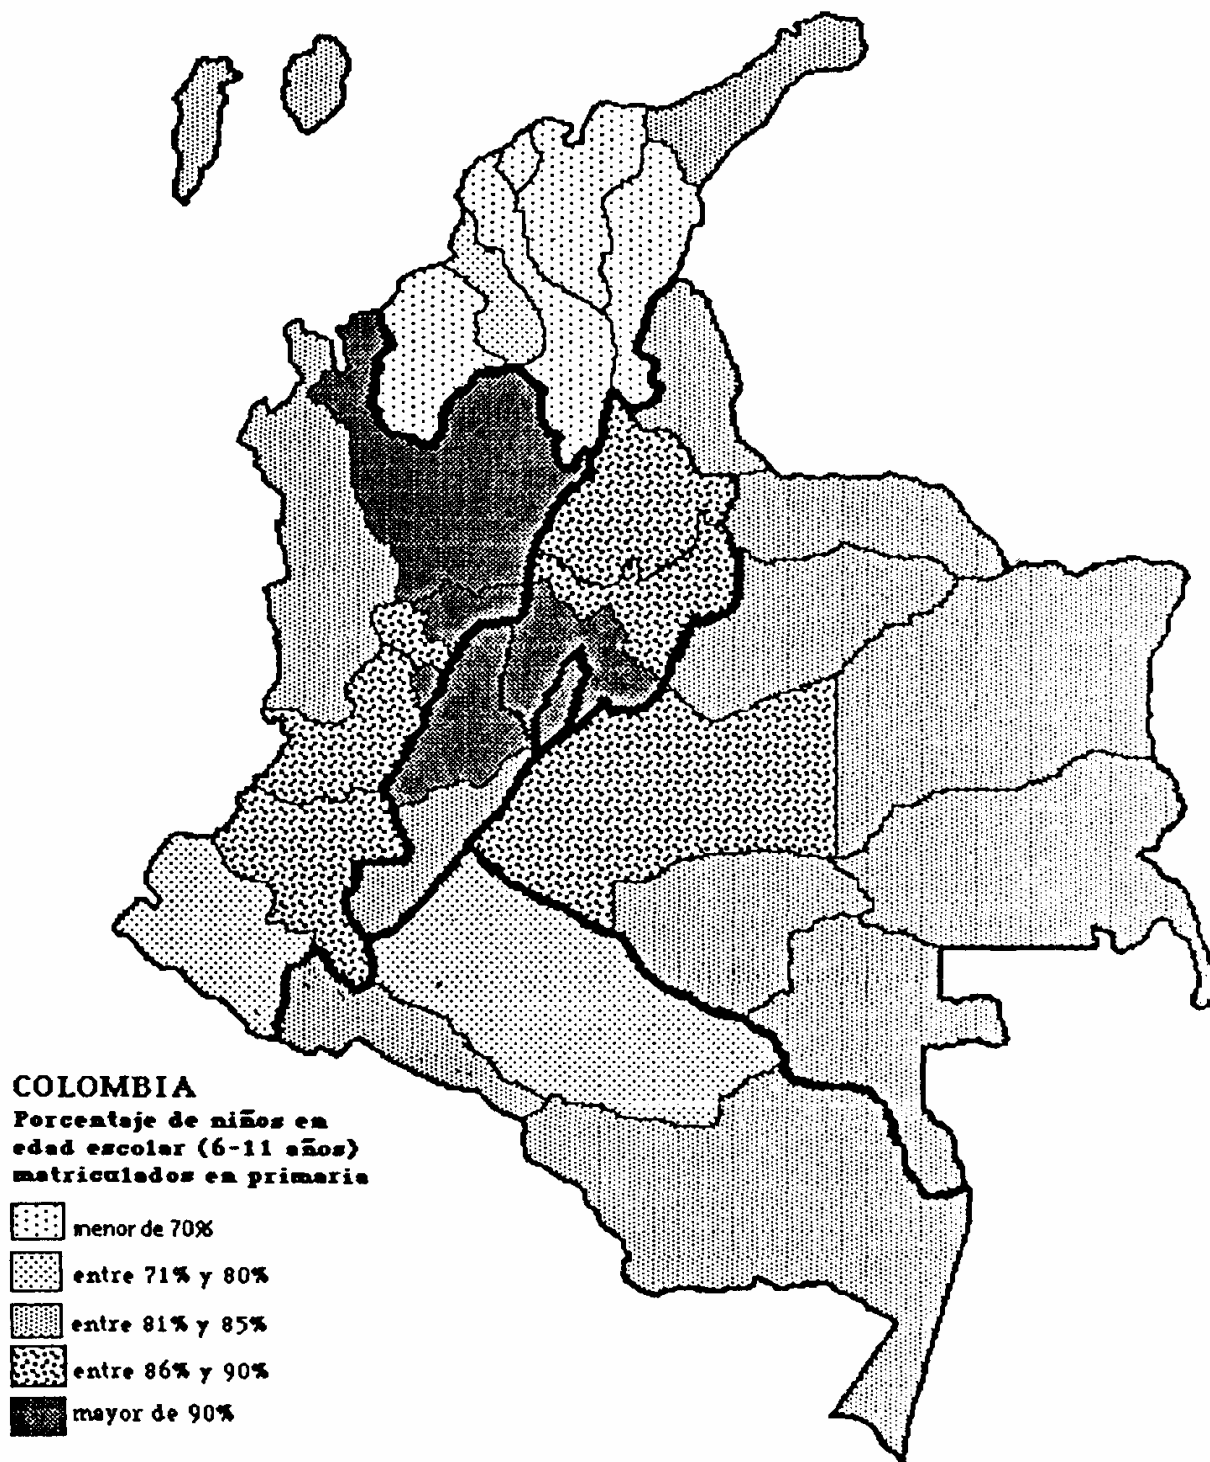 COLOMBIA
Porcentaje de niños en
edad escolar (6-11 años)
matriculados en primaria
menor de 70%
entre 71% y 80%
entre 81% y 85%
entre 86% y 90%
mayor de 90%